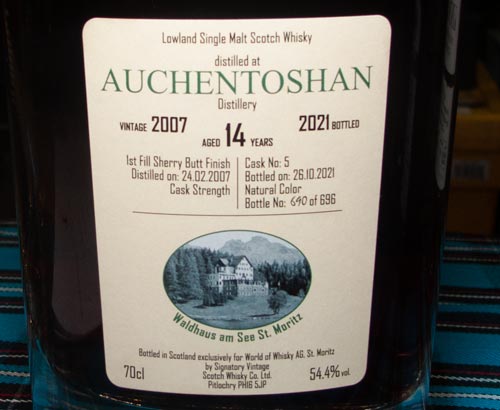 Lowland Single Malt Scotch Whisky
distilled at
AUCHENTOSHAN
Distillery
VINTAGE 2007
2021 BOTTLED
AGED 14 YEARS
1st Fill Sherry Butt Finish
Distilled on: 24.02.2007
Cask Strength
Cask No: 5
Bottled on: 26.10.2021
Natural Color
Bottle No: 690 of 696
Waldhaus am See St. Moritz
Bottled in Scotland exclusively for World of Whisky AG, St. Moritz
by Signatory Vintage
Scotch Whisky Co. Ltd.
Pitlochry PH16 5JP
70cl
54.4% vol.